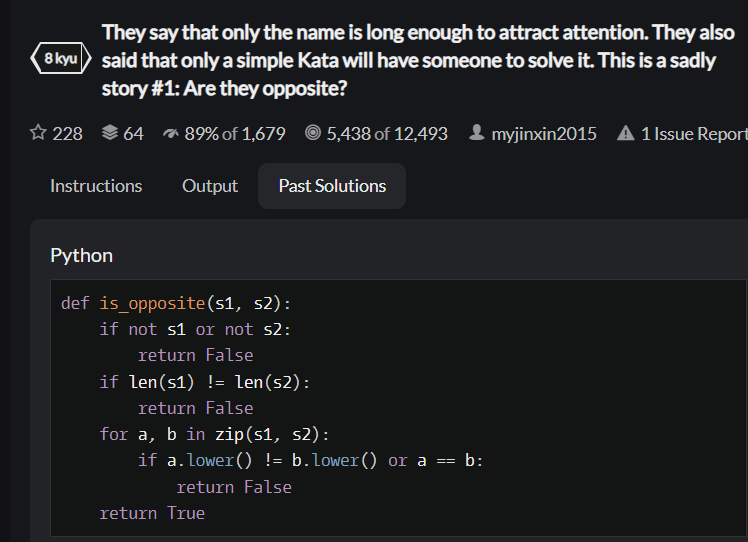 They say that only the name is long enough to attract attention. They also
8 kyu
said that only a simple Kata will have someone to solve it. This is a sadly
story #1: Are they opposite?
228 64 89% of 1,679 5,438 of 12,493 myjinxin2015 1 Issue Report
Instructions Output Past Solutions
Python
def is_opposite(s1, s2):
    if not s1 or not s2:
        return False
    if len(s1) != len(s2):
        return False
    for a, b in zip(s1, s2):
        if a.lower() != b.lower() or a == b:
            return False
    return True